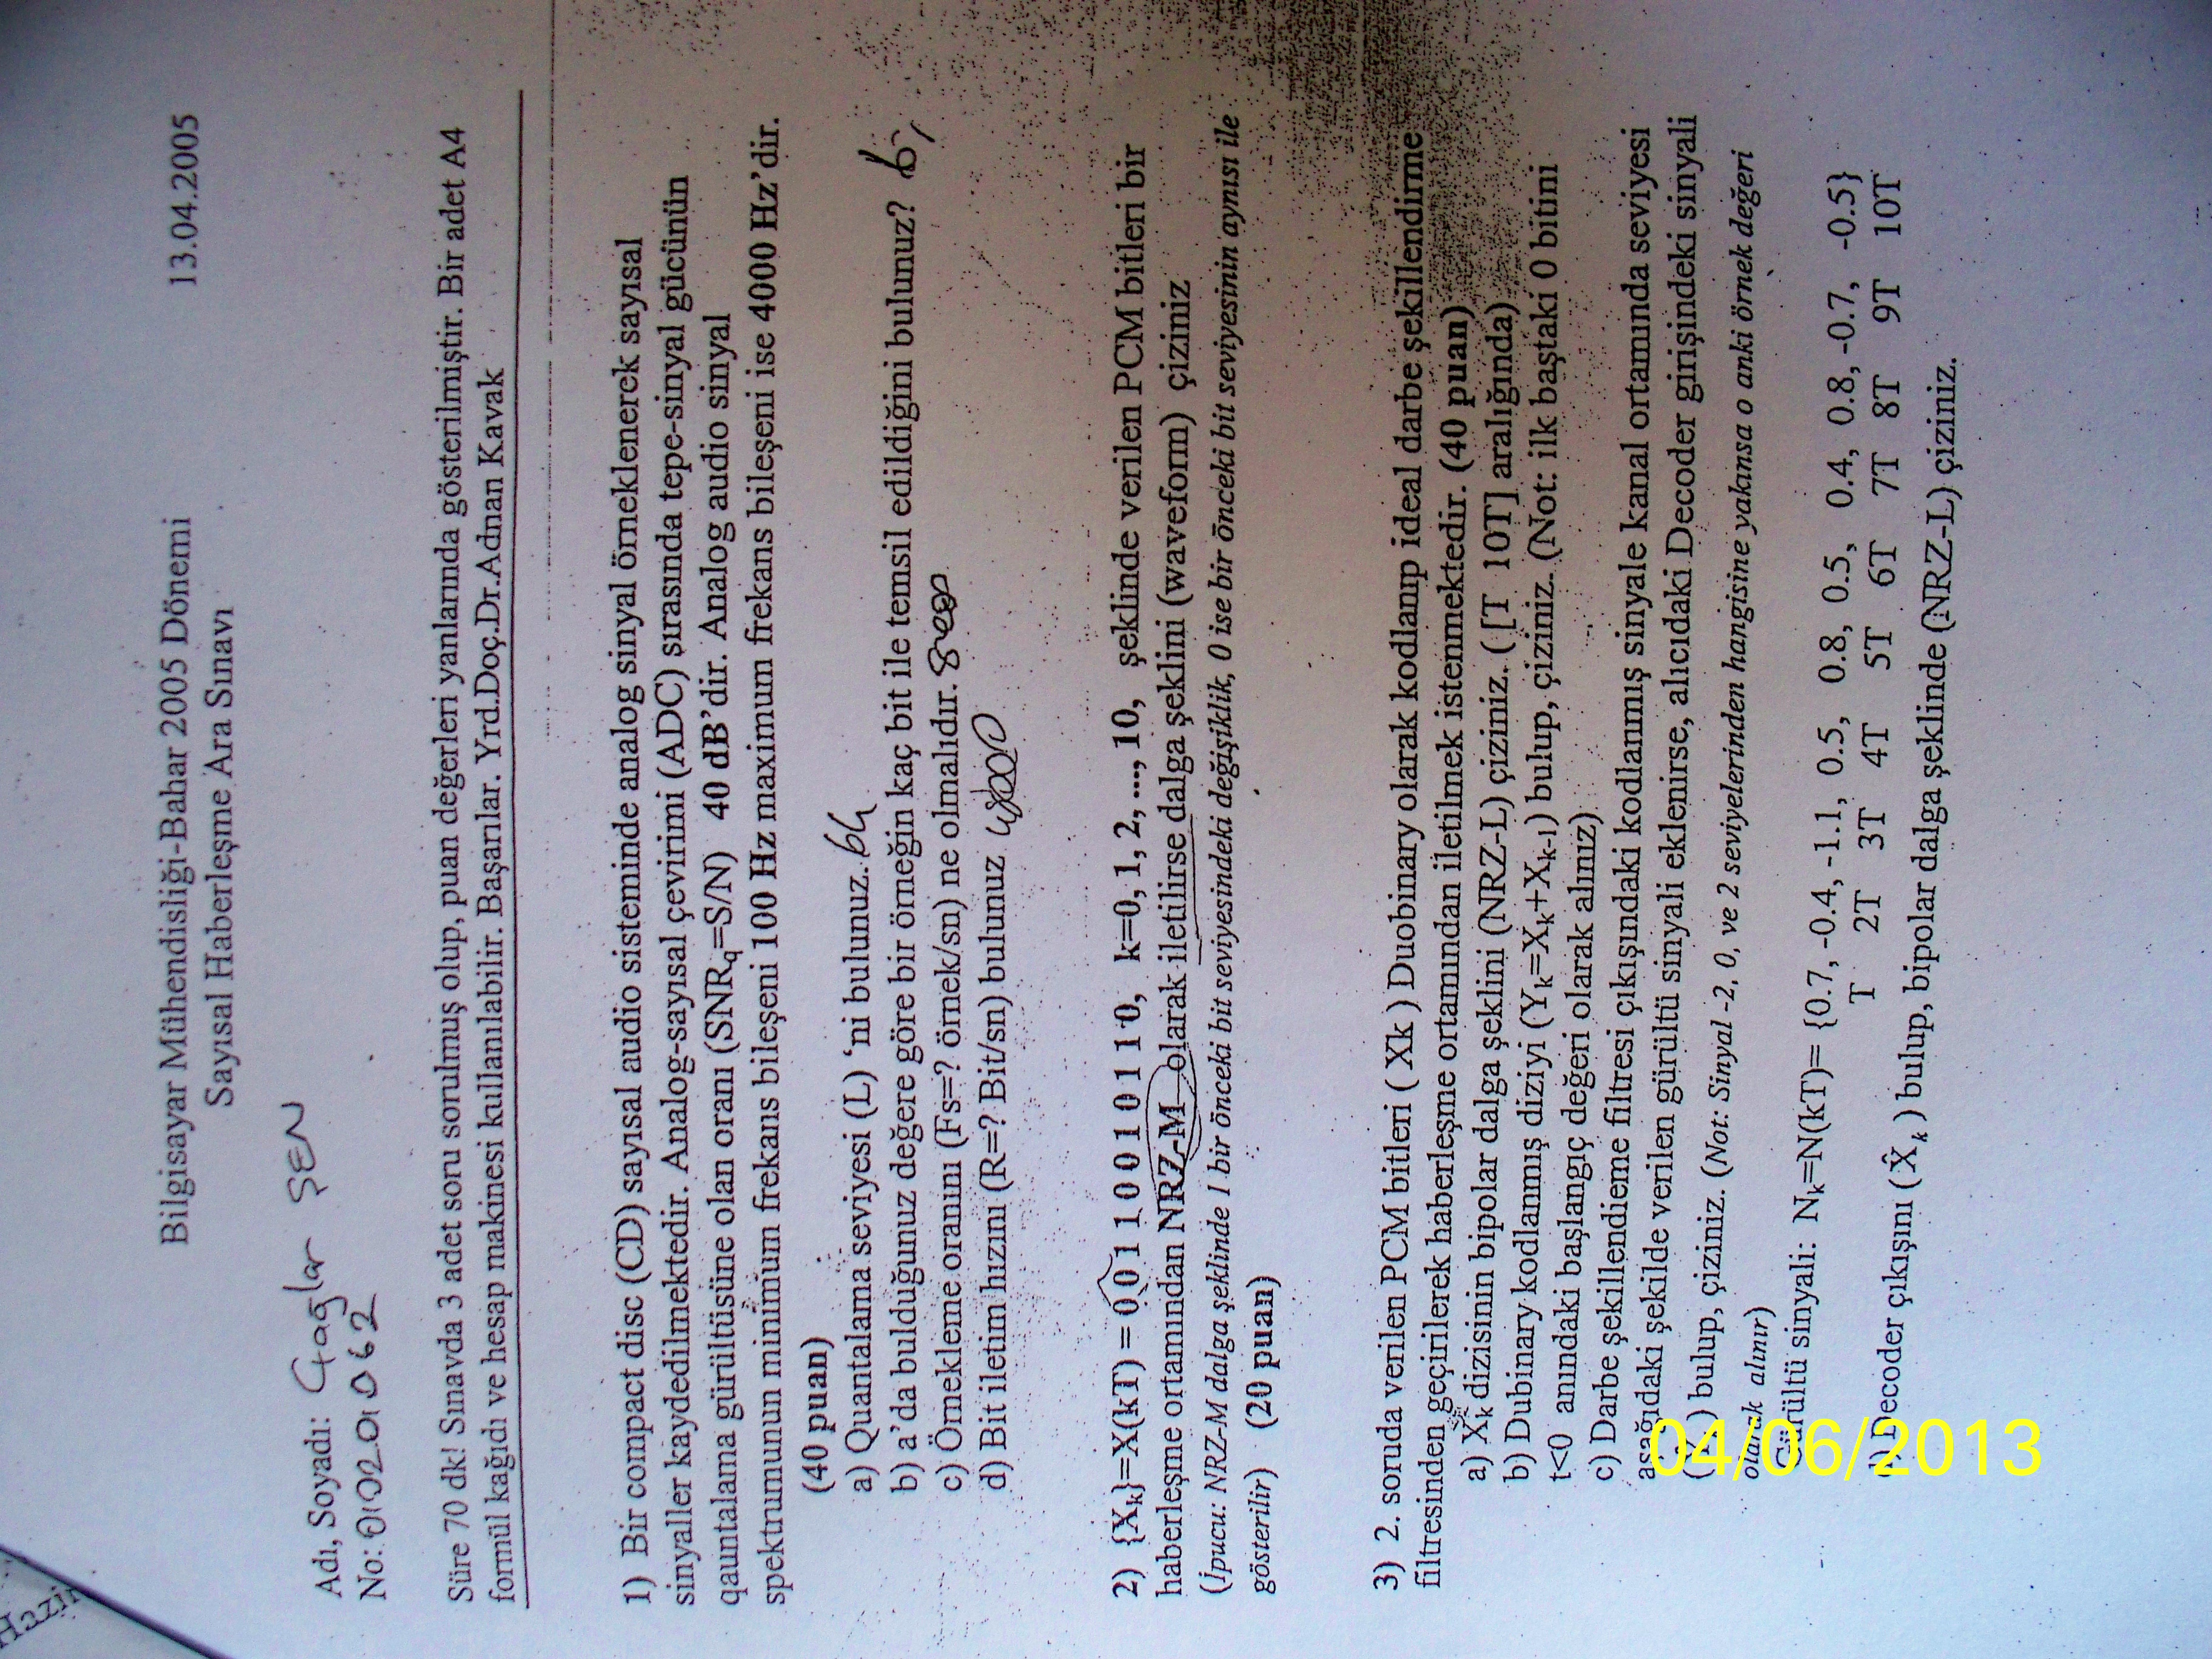 Bilgisayar Mühendisliği-Bahar 2005 Dönemi 13.04.2005
Sayısal Haberleşme Ara Sınavı
Adı, Soyadı: Çağlar ŞEN
No: 010201062
Süre 70 dk! Sınavda 3 adet soru sorulmuş olup, puan değerleri yanlarında gösterilmiştir. Bir adet A4
formül kağıdı ve hesap makinesi kullanılabilir. Başarılar. Yrd.Doç.Dr.Adnan Kavak
1) Bir compact disc (CD) sayısal audio sisteminde analog sinyal örneklenerek sayısal
sinyaller kaydedilmektedir. Analog-sayısal çevirimi (ADC) sırasında tepe-sinyal gücünün
qauntalama gürültüsüne olan oranı (SNRq=S/N) 40 dB'dir. Analog audio sinyal
spektrumunun minimum frekans bileşeni 100 Hz maximum frekans bileşeni ise 4000 Hz'dir.
(40 puan)
a) Quantalama seviyesi (L) 'ni bulunuz. 64
b) a'da bulduğunuz değere göre bir örneğin kaç bit ile temsil edildiğini bulunuz? 6,
c) Örnekleme oranını (Fs=? örnek/sn) ne olmalıdır. 8000
d) Bit iletim hızını (R=? Bit/sn) bulunuz
2) {Xk}=X(kT) = 0 0 1 1 0 0 1 0 1 1 0, k=0, 1, 2, ..., 10, şeklinde verilen PCM bitleri bir
haberleşme ortamından NRZ-M olarak iletilirse dalga şeklini (waveform) çiziniz
(İpucu: NRZ-M dalga şeklinde 1 bir önceki bit seviyesindeki değişiklik, 0 ise bir önceki bit seviyesinin aynısı ile
gösterilir) (20 puan)
3) 2. soruda verilen PCM bitleri ( Xk ) Duobinary olarak kodlanıp ideal darbe şekillendirme
filtresinden geçirilerek haberleşme ortamından iletilmek istenmektedir. (40 puan)
a) Xk dizisinin bipolar dalga şeklini (NRZ-L) çiziniz. ( [T 10T] aralığında)
b) Dubinary kodlanmış diziyi (Yk=Xk+Xk-1) bulup, çiziniz. (Not: ilk baştaki 0 bitini
t<0 anındaki başlangıç değeri olarak alınız)
c) Darbe şekillendieme filtresi çıkışındaki kodlanmış sinyale kanal ortamında seviyesi
aşağıdaki şekilde verilen gürültü sinyali eklenirse, alıcıdaki Decoder girişindeki sinyali
) bulup, çiziniz. (Not: Sinyal -2, 0, ve 2 seviyelerinden hangisine yakınsa o anki örnek değeri
olarak alınır)
Gürültü sinyali: Nk=N(kT)= {0.7, -0.4, -1.1, 0.5, 0.8, 0.5, 0.4, 0.8, -0.7, -0.5}
T 2T 3T 4T 5T 6T 7T 8T 9T 10T
d) Decoder çıkışını (X̂k) bulup, bipolar dalga şeklinde (NRZ-L) çiziniz.
04/06/2013